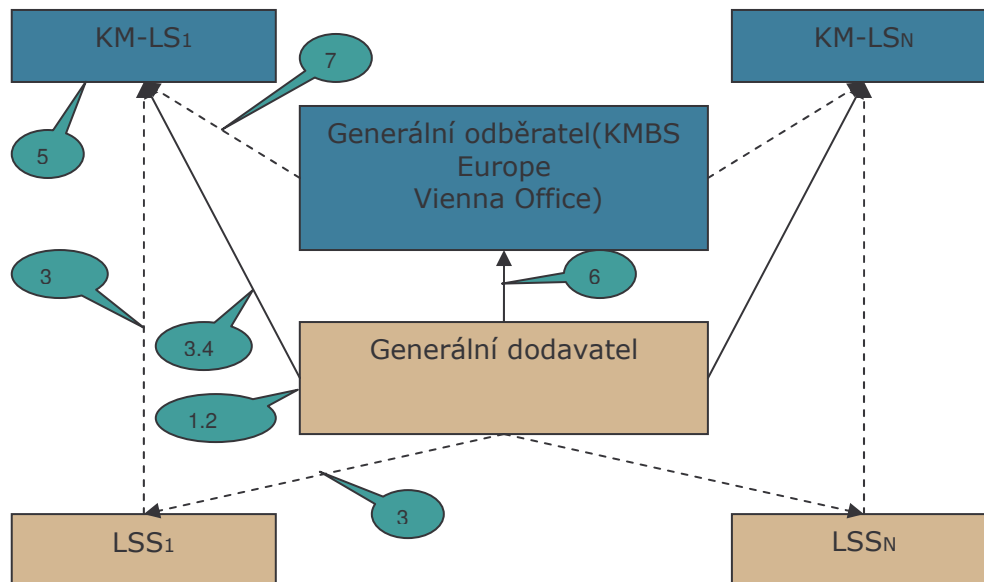 KM-LS1
KM-LSN
7
Generální odběratel(KMBS
Europe
Vienna Office)
5
3
6
3.4
Generální dodavatel
1.2
3
LSS1
LSSN